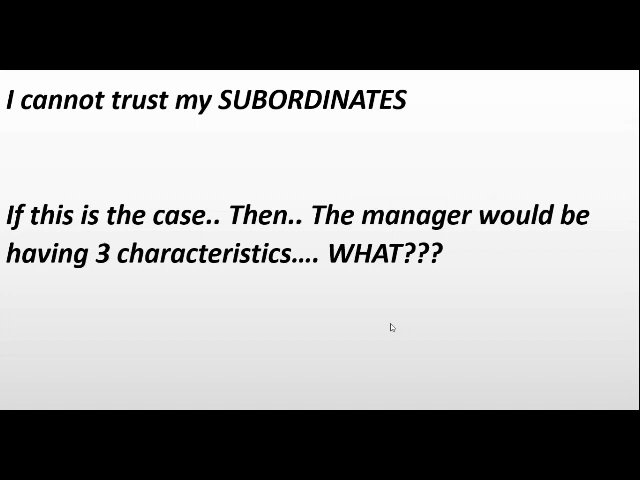 I cannot trust my SUBORDINATES
If this is the case.. Then.. The manager would be
having 3 characteristics.... WHAT???